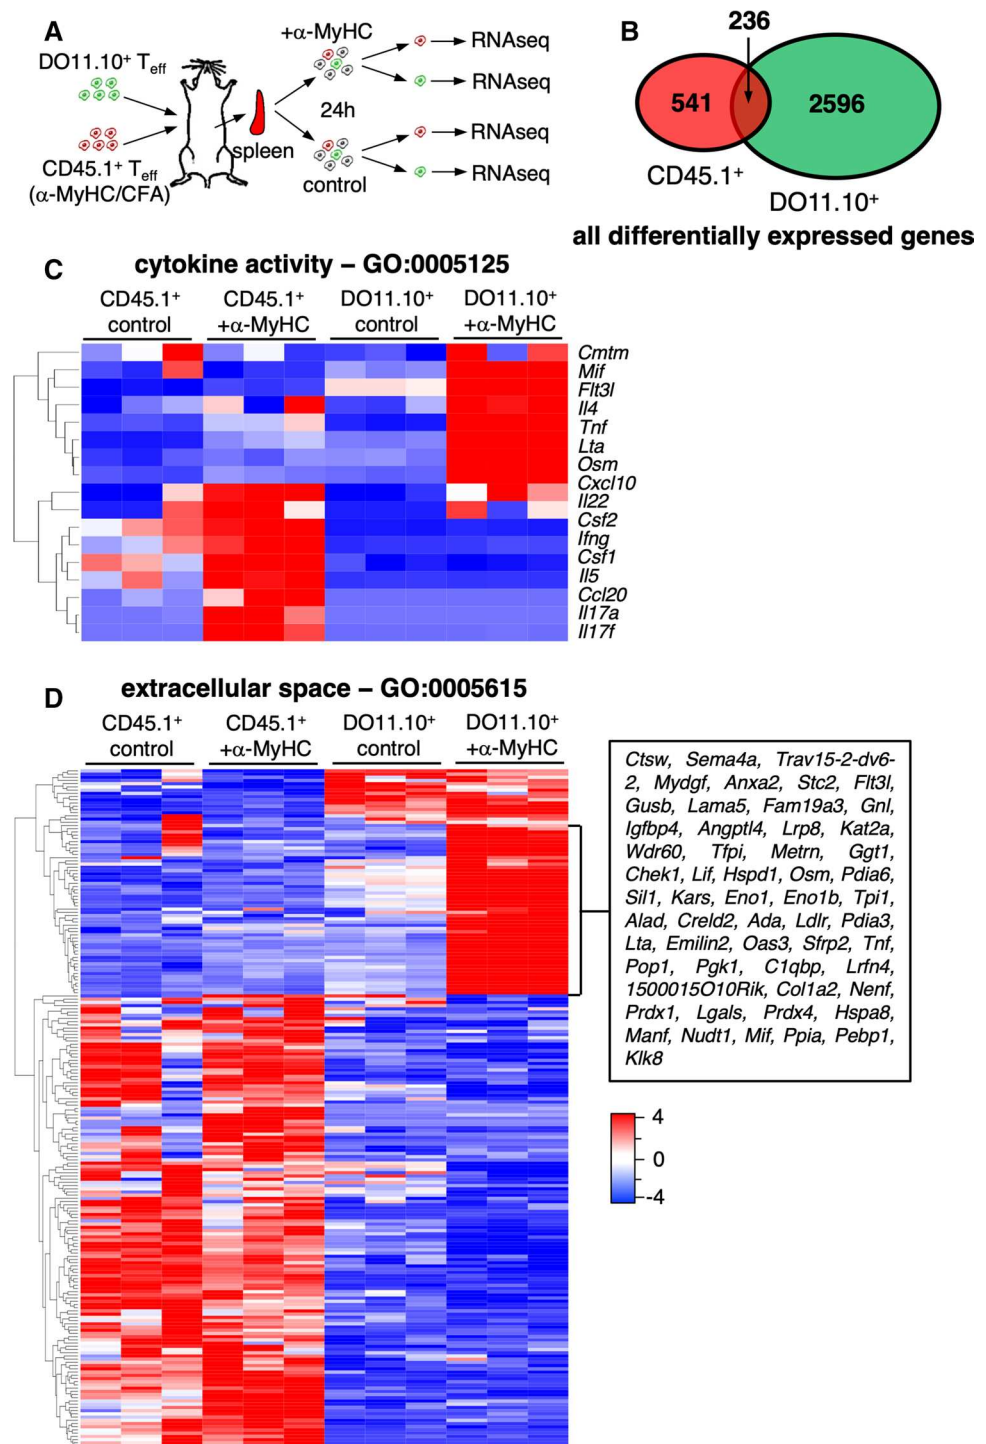 A
DO11.10+ Teff
CD45.1+ Teff
(α-MyHC/CFA)
spleen
+α-MyHC
24h
control
RNAseq
RNAseq
RNAseq
RNAseq
B
236
541
2596
CD45.1+
DO11.10+
all differentially expressed genes
C
cytokine activity – GO:0005125
CD45.1+ CD45.1+ DO11.10+ DO11.10+
control +α-MyHC control +α-MyHC
Cmtm
Mif
Flt3l
Il4
Tnf
Lta
Osm
Cxcl10
Il22
Csf2
Ifng
Csf1
Il5
Ccl20
Il17a
Il17f
D
extracellular space – GO:0005615
CD45.1+ CD45.1+ DO11.10+ DO11.10+
control +α-MyHC control +α-MyHC
Ctsw, Sema4a, Trav15-2-dv6-
2, Mydgf, Anxa2, Stc2, Flt3l,
Gusb, Lama5, Fam19a3, Gnl,
Igfbp4, Angptl4, Lrp8, Kat2a,
Wdr60, Tfpi, Metrn, Ggt1,
Chek1, Lif, Hspd1, Osm, Pdia6,
Sil1, Kars, Eno1, Eno1b, Tpi1,
Alad, Creld2, Ada, Ldlr, Pdia3,
Lta, Emilin2, Oas3, Sfrp2, Tnf,
Pop1, Pgk1, C1qbp, Lrfn4,
1500015O10Rik, Col1a2, Nenf,
Prdx1, Lgals, Prdx4, Hspa8,
Manf, Nudt1, Mif, Ppia, Pebp1,
Klk8
4
0
-4